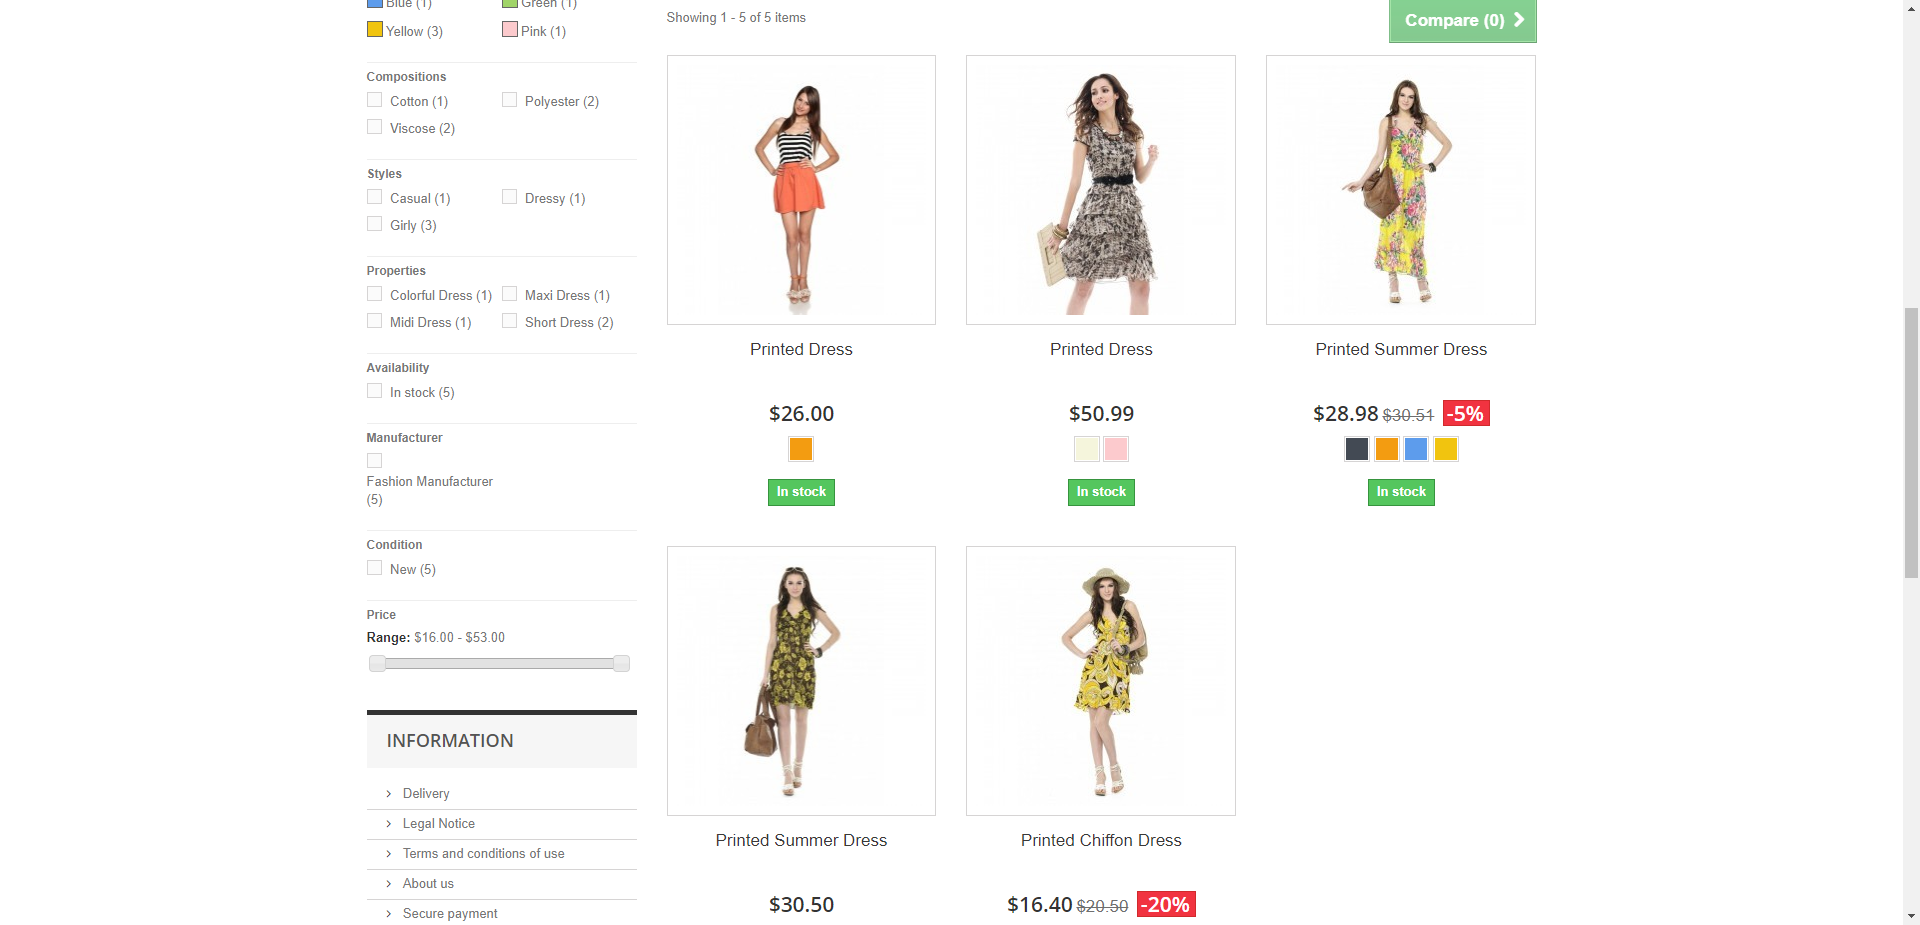 Blue (1)
Green (1)
Yellow (3)
Pink (1)
Compositions
Cotton (1)
Polyester (2)
Viscose (2)
Styles
Casual (1)
Dressy (1)
Girly (3)
Properties
Colorful Dress (1)
Maxi Dress (1)
Midi Dress (1)
Short Dress (2)
Availability
In stock (5)
Manufacturer
Fashion Manufacturer
(5)
Condition
New (5)
Price
Range: $16.00 - $53.00
INFORMATION
Delivery
Legal Notice
Terms and conditions of use
About us
Secure payment
Showing 1 - 5 of 5 items
Compare (0)
Printed Dress
$26.00
In stock
Printed Dress
$50.99
In stock
Printed Summer Dress
$28.98 $30.51 -5%
In stock
Printed Summer Dress
$30.50
Printed Chiffon Dress
$16.40 $20.50 -20%